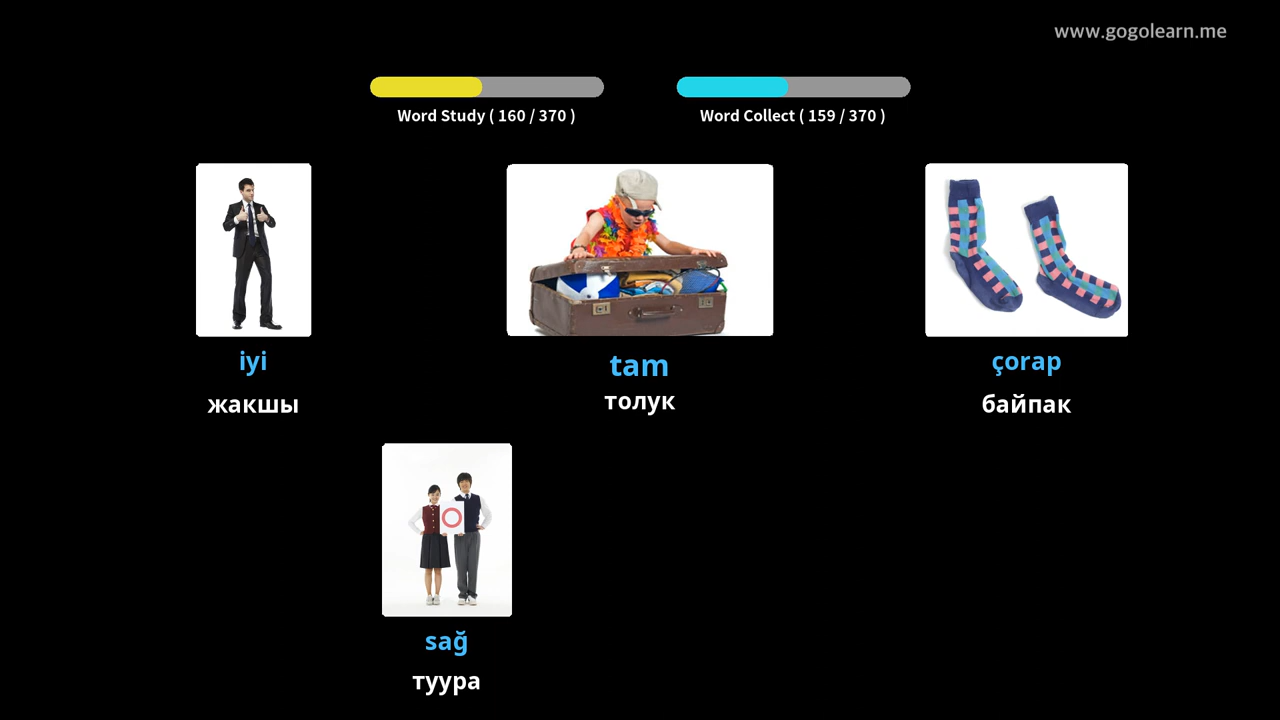 www.gogolearn.me
Word Study ( 160 / 370 )
Word Collect ( 159 / 370 )
iyi
жакшы
tam
толук
çorap
байпак
sağ
туура